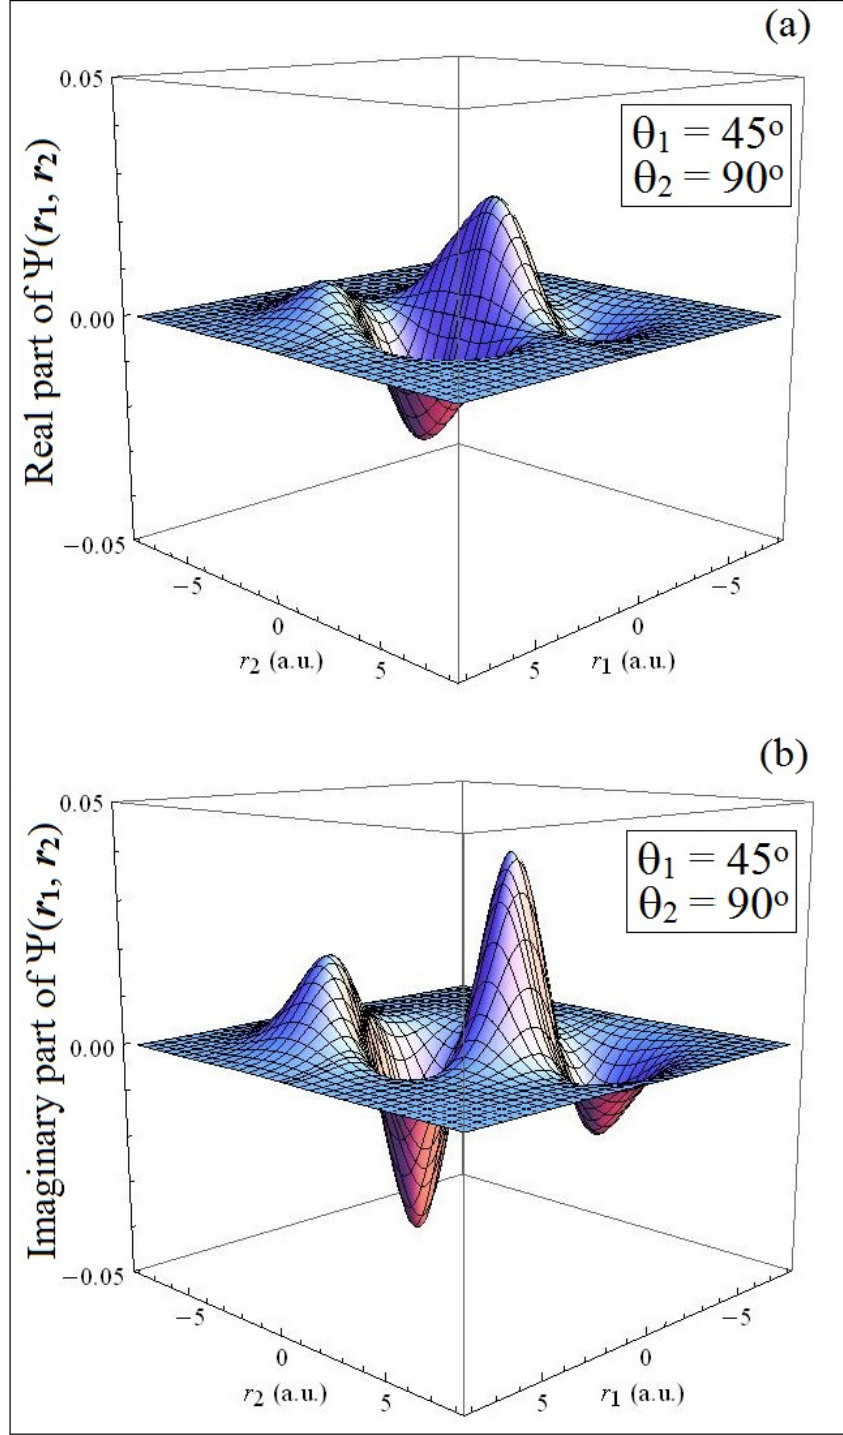 (a)
0.05
θ₁ = 45º
θ₂ = 90º
Real part of Ψ(r₁, r₂)
0.00
−0.05
−5
−5
0
0
5
5
r₂ (a.u.)
r₁ (a.u.)
(b)
0.05
θ₁ = 45º
θ₂ = 90º
Imaginary part of Ψ(r₁, r₂)
0.00
−0.05
−5
−5
0
0
5
5
r₂ (a.u.)
r₁ (a.u.)